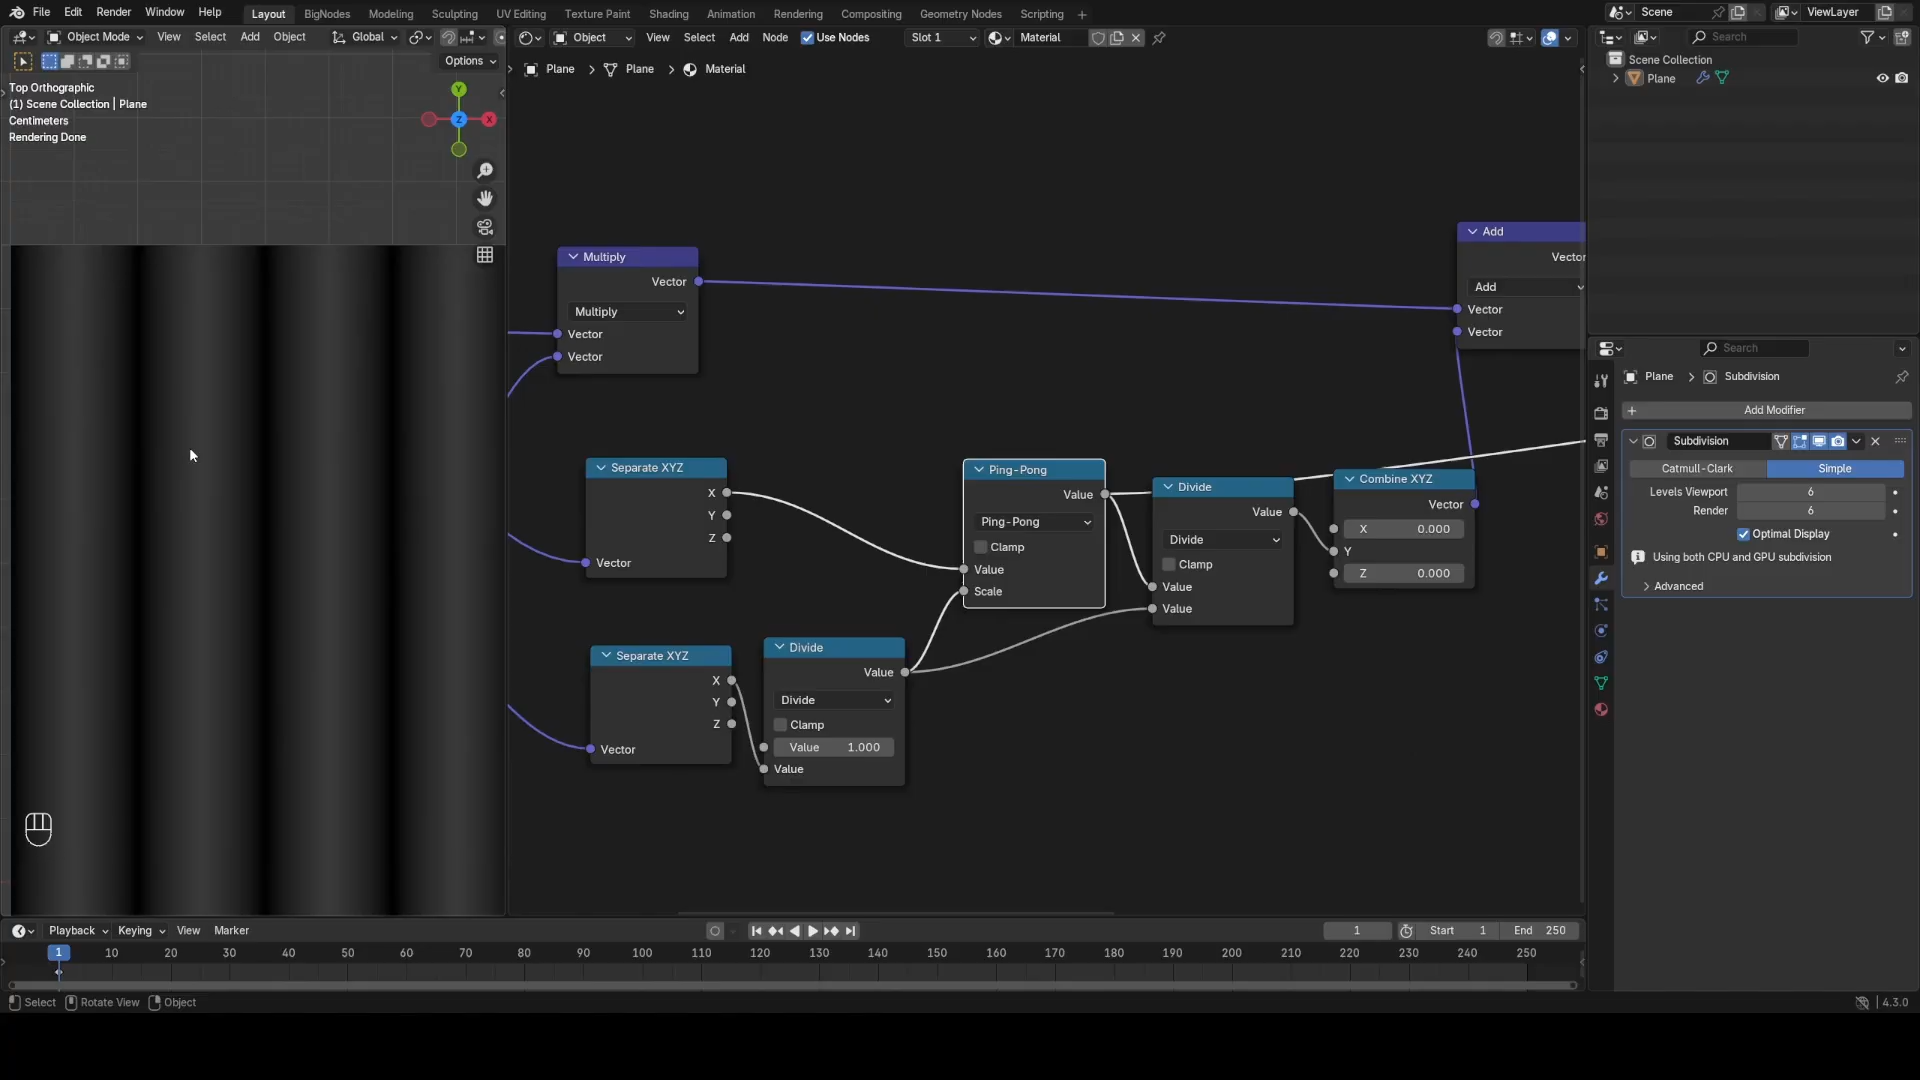 File Edit Render Window Help Layout BigNodes Modeling Sculpting UV Editing Texture Paint Shading Animation Rendering Compositing Geometry Nodes Scripting + Scene ViewLayer
Object Mode View Select Add Object Global Object View Select Add Node Use Nodes Slot 1 Material Search
Options
Plane > Plane > Material
Scene Collection
Plane
Top Orthographic
(1) Scene Collection | Plane
Centimeters
Rendering Done
Y
Z
X
Multiply
Vector
Multiply
Vector
Vector
Add
Vector
Add
Vector
Vector
Separate XYZ
X
Y
Z
Vector
Ping-Pong
Value
Ping-Pong
Clamp
Value
Scale
Divide
Value
Divide
Clamp
Value
Value
Combine XYZ
Vector
X 0.000
Y
Z 0.000
Separate XYZ
X
Y
Z
Vector
Divide
Value
Divide
Clamp
Value 1.000
Value
Search
Plane > Subdivision
+ Add Modifier
Subdivision
Catmull-Clark Simple
Levels Viewport 6
Render 6
Optimal Display
Using both CPU and GPU subdivision
Advanced
Playback Keying View Marker 1 Start 1 End 250
1 10 20 30 40 50 60 70 80 90 100 110 120 130 140 150 160 170 180 190 200 210 220 230 240 250
Select Rotate View Object 4.3.0